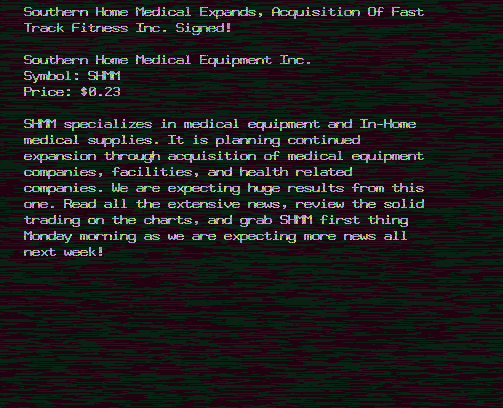 Southern Home Medical Expands, Acquisition Of Fast
Track Fitness Inc. Signed!
Southern Home Medical Equipment Inc.
Symbol: SHMM
Price: $0.23
SHMM specializes in medical equipment and In-Home
medical supplies. It is planning continued
expansion through acquisition of medical equipment
companies, facilities, and health related
companies. We are expecting huge results from this
one. Read all the extensive news, review the solid
trading on the charts, and grab SHMM first thing
Monday morning as we are expecting more news all
next week!